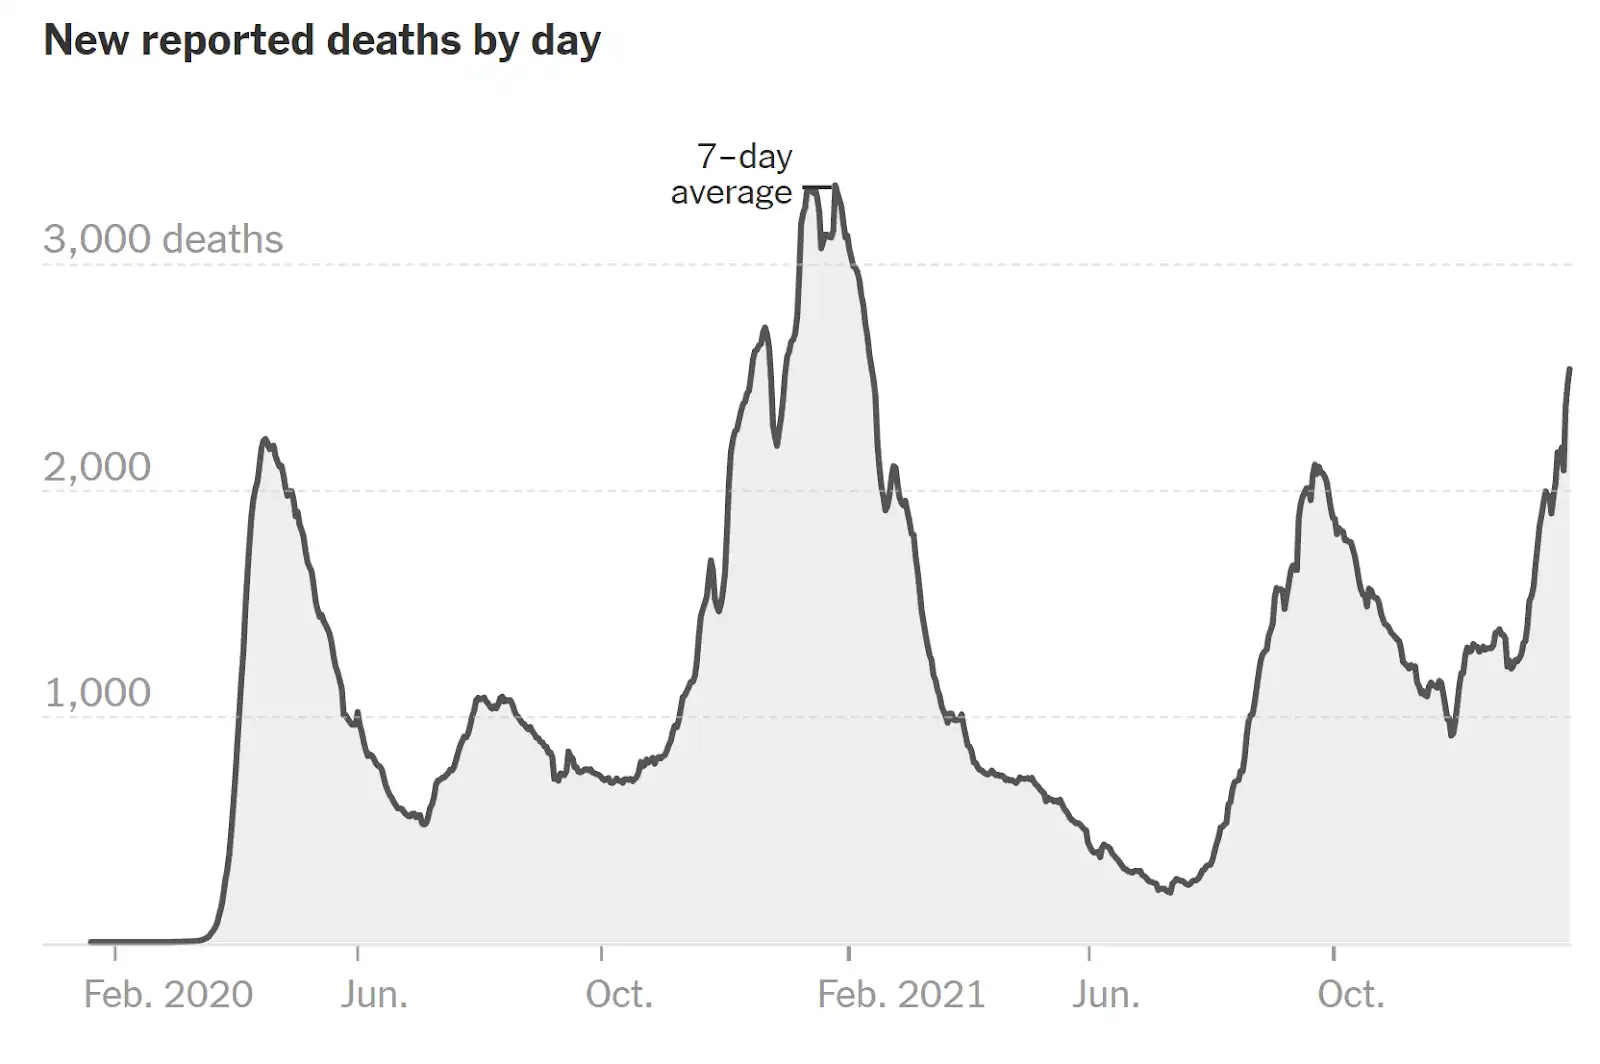 New reported deaths by day
7–day
average
3,000 deaths
2,000
1,000
Feb. 2020
Jun.
Oct.
Feb. 2021
Jun.
Oct.